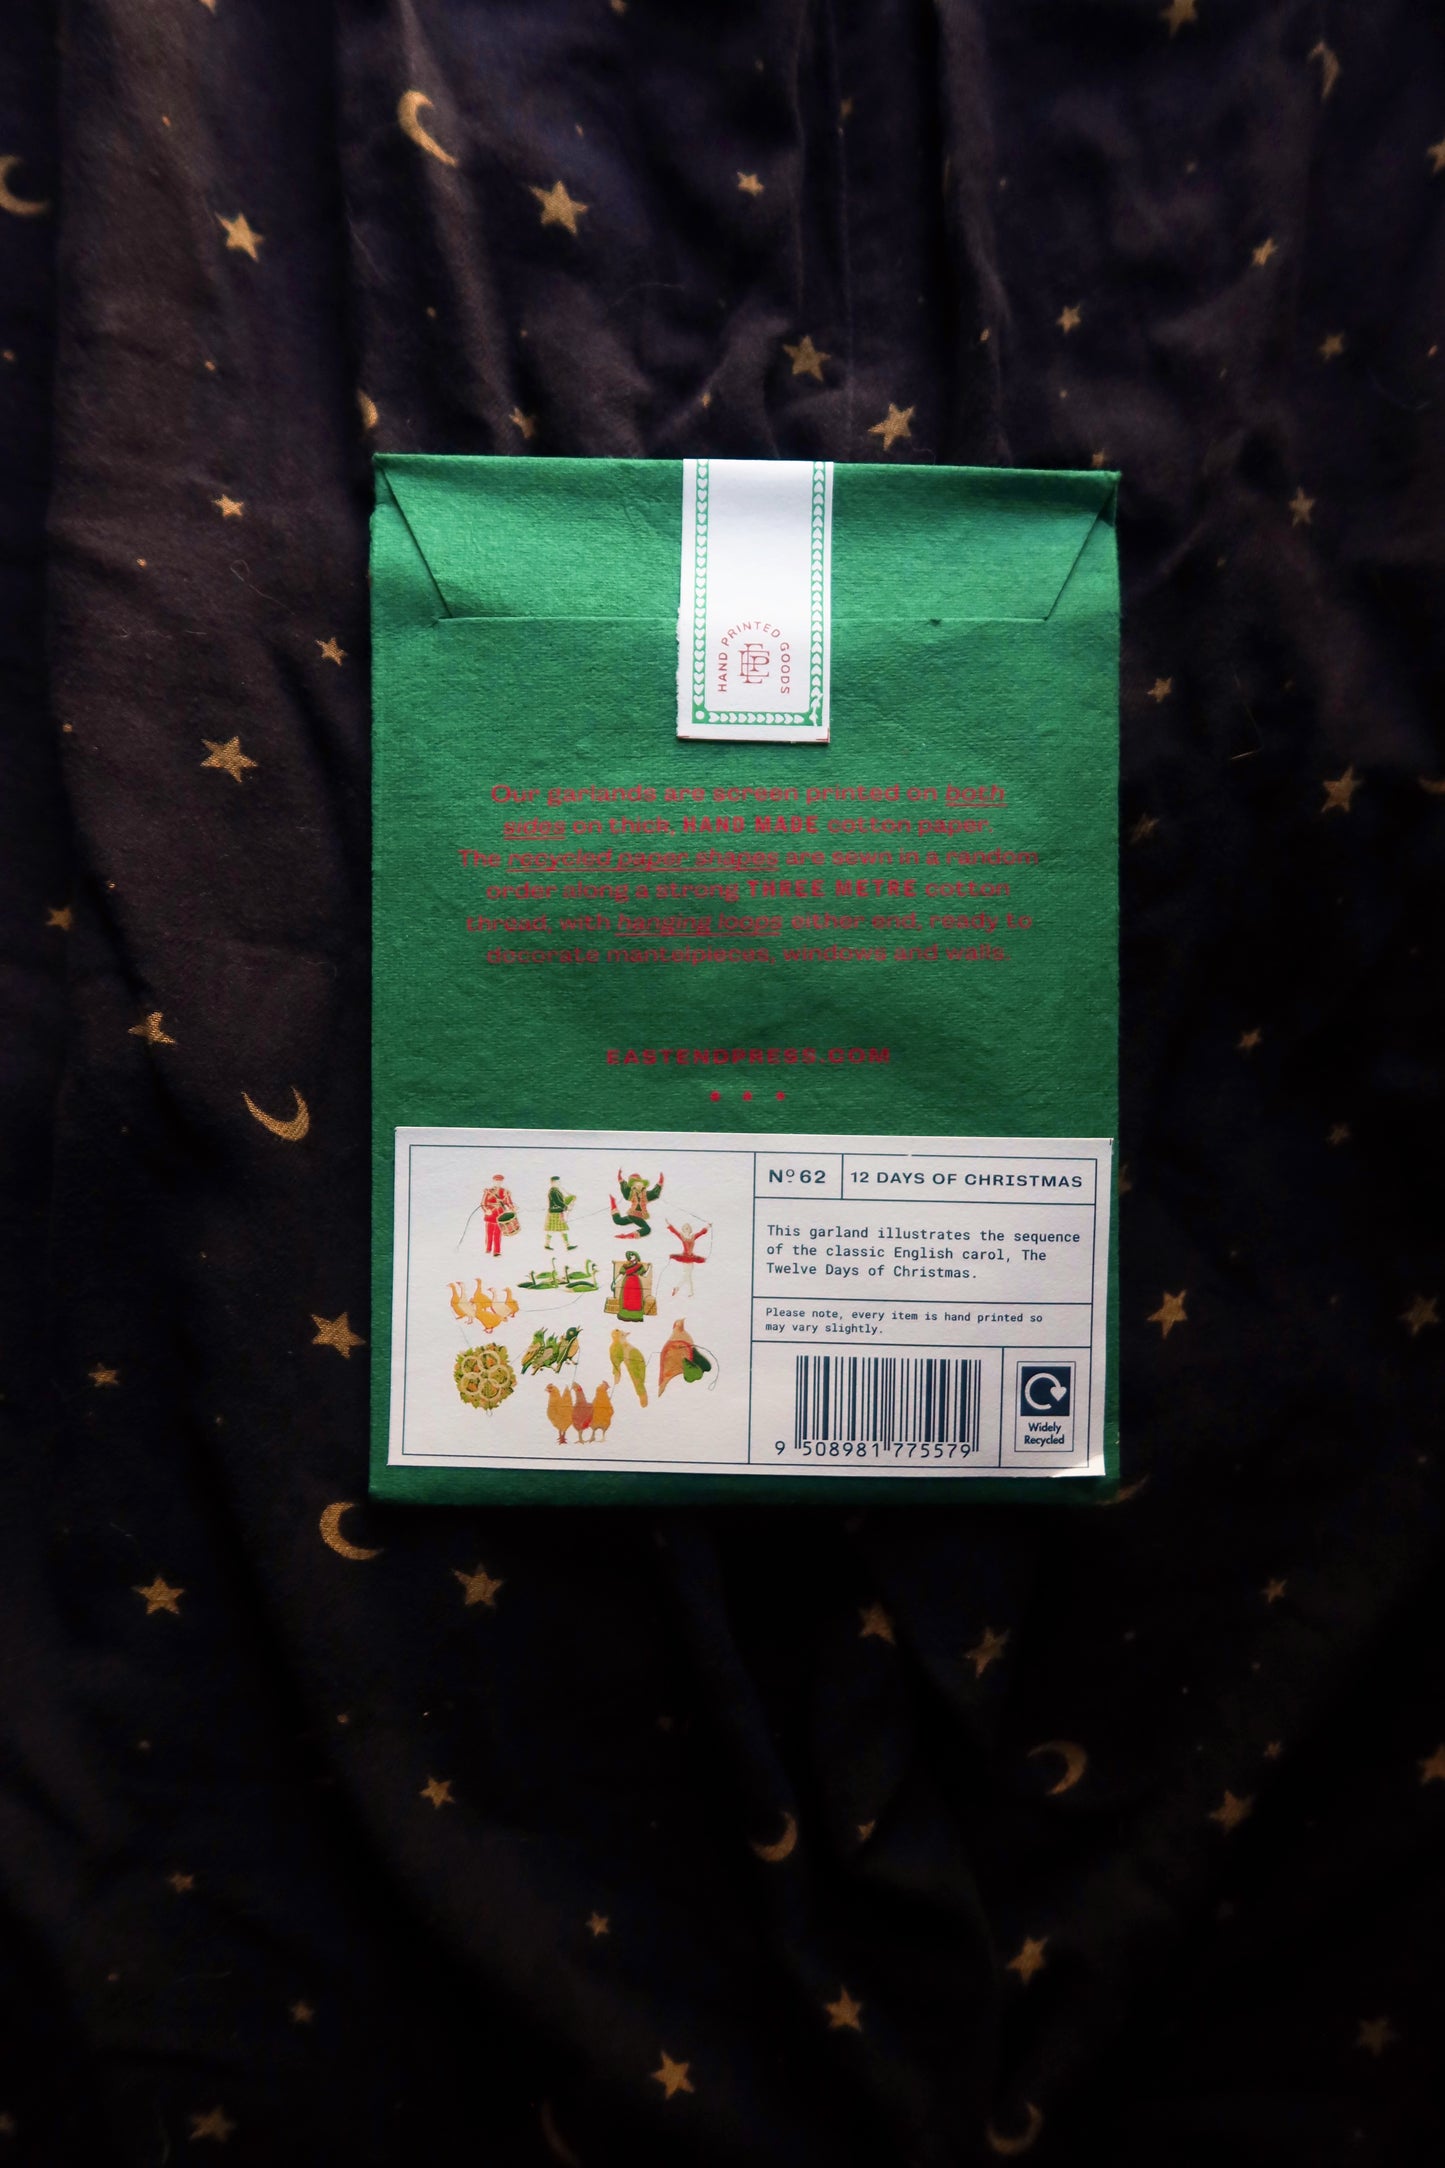 HAND PRINTED GOODS
Our garlands are screen printed on both
sides on thick, HAND MADE cotton paper.
The recycled paper shapes are sewn in a random
order along a strong THREE METRE cotton
thread, with hanging loops either end, ready to
decorate mantelpieces, windows and walls.
EASTENDPRESS.COM
Nº 62
12 DAYS OF CHRISTMAS
This garland illustrates the sequence
of the classic English carol, The
Twelve Days of Christmas.
Please note, every item is hand printed so
may vary slightly.
9 508981 775579
Widely
Recycled